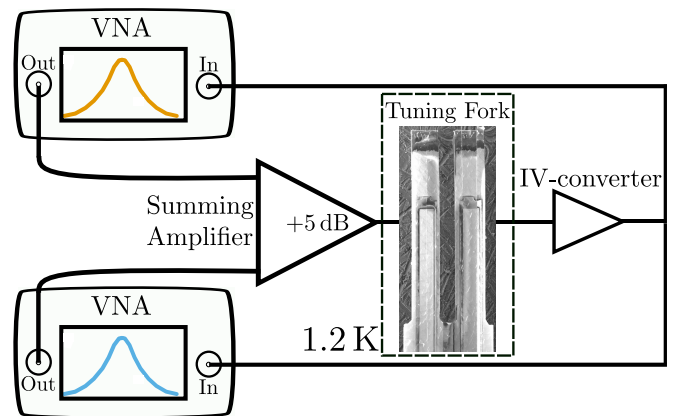 VNA
Out
In
Tuning Fork
IV-converter
Summing
Amplifier
+5 dB
VNA
1.2 K
Out
In